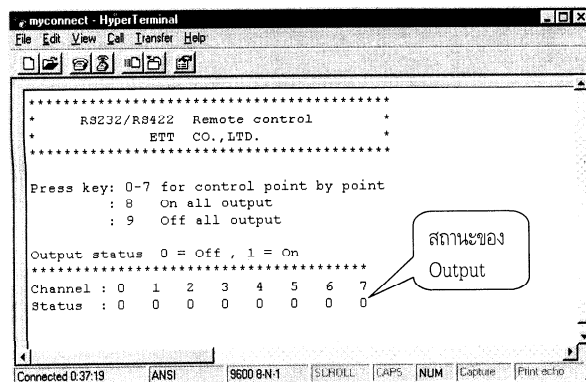 myconnect - HyperTerminal
File Edit View Call Transfer Help
****************************************
* RS232/RS422 Remote control *
* ETT CO.,LTD. *
****************************************
Press key: 0-7 for control point by point
: 8 On all output
: 9 Off all output
Output status 0 = Off , 1 = On
**************************************
Channel : 0 1 2 3 4 5 6 7
Status : 0 0 0 0 0 0 0 0
สถานะของ
Output
Connected 0:37:19 ANSI 9600 8-N-1 SCROLL CAPS NUM Capture Print echo